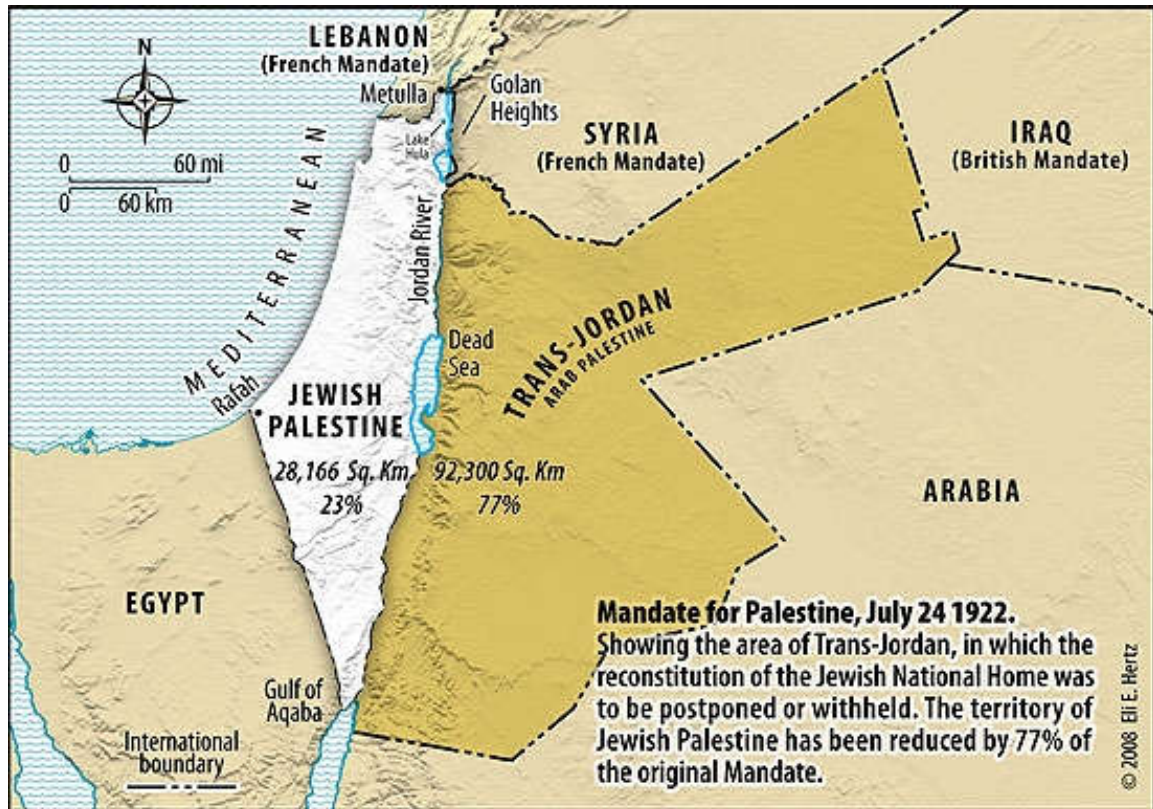 LEBANON
(French Mandate)
Metulla
Golan
Heights
Lake
Hula
SYRIA
(French Mandate)
IRAQ
(British Mandate)
N
0 60 mi
0 60 km
MEDITERRANEAN
Jordan River
Rafah
Dead
Sea
JEWISH
PALESTINE
28,166 Sq. Km
23%
TRANS-JORDAN
ARAB PALESTINE
92,300 Sq. Km
77%
ARABIA
EGYPT
Gulf of
Aqaba
International
boundary
Mandate for Palestine, July 24 1922.
Showing the area of Trans-Jordan, in which the
reconstitution of the Jewish National Home was
to be postponed or withheld. The territory of
Jewish Palestine has been reduced by 77% of
the original Mandate.
© 2008 Eli E. Hertz